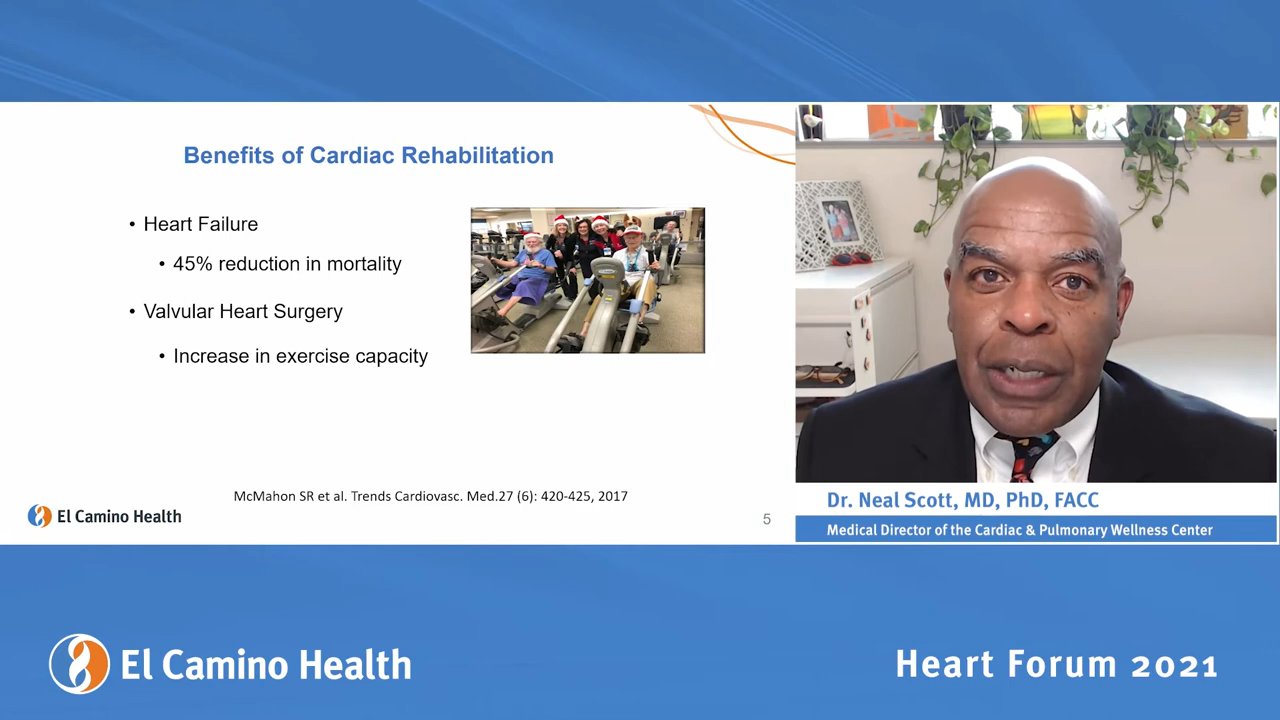 Benefits of Cardiac Rehabilitation
• Heart Failure
• 45% reduction in mortality
• Valvular Heart Surgery
• Increase in exercise capacity
McMahon SR et al. Trends Cardiovasc. Med.27 (6): 420-425, 2017
El Camino Health
5
Dr. Neal Scott, MD, PhD, FACC
Medical Director of the Cardiac & Pulmonary Wellness Center
El Camino Health
Heart Forum 2021